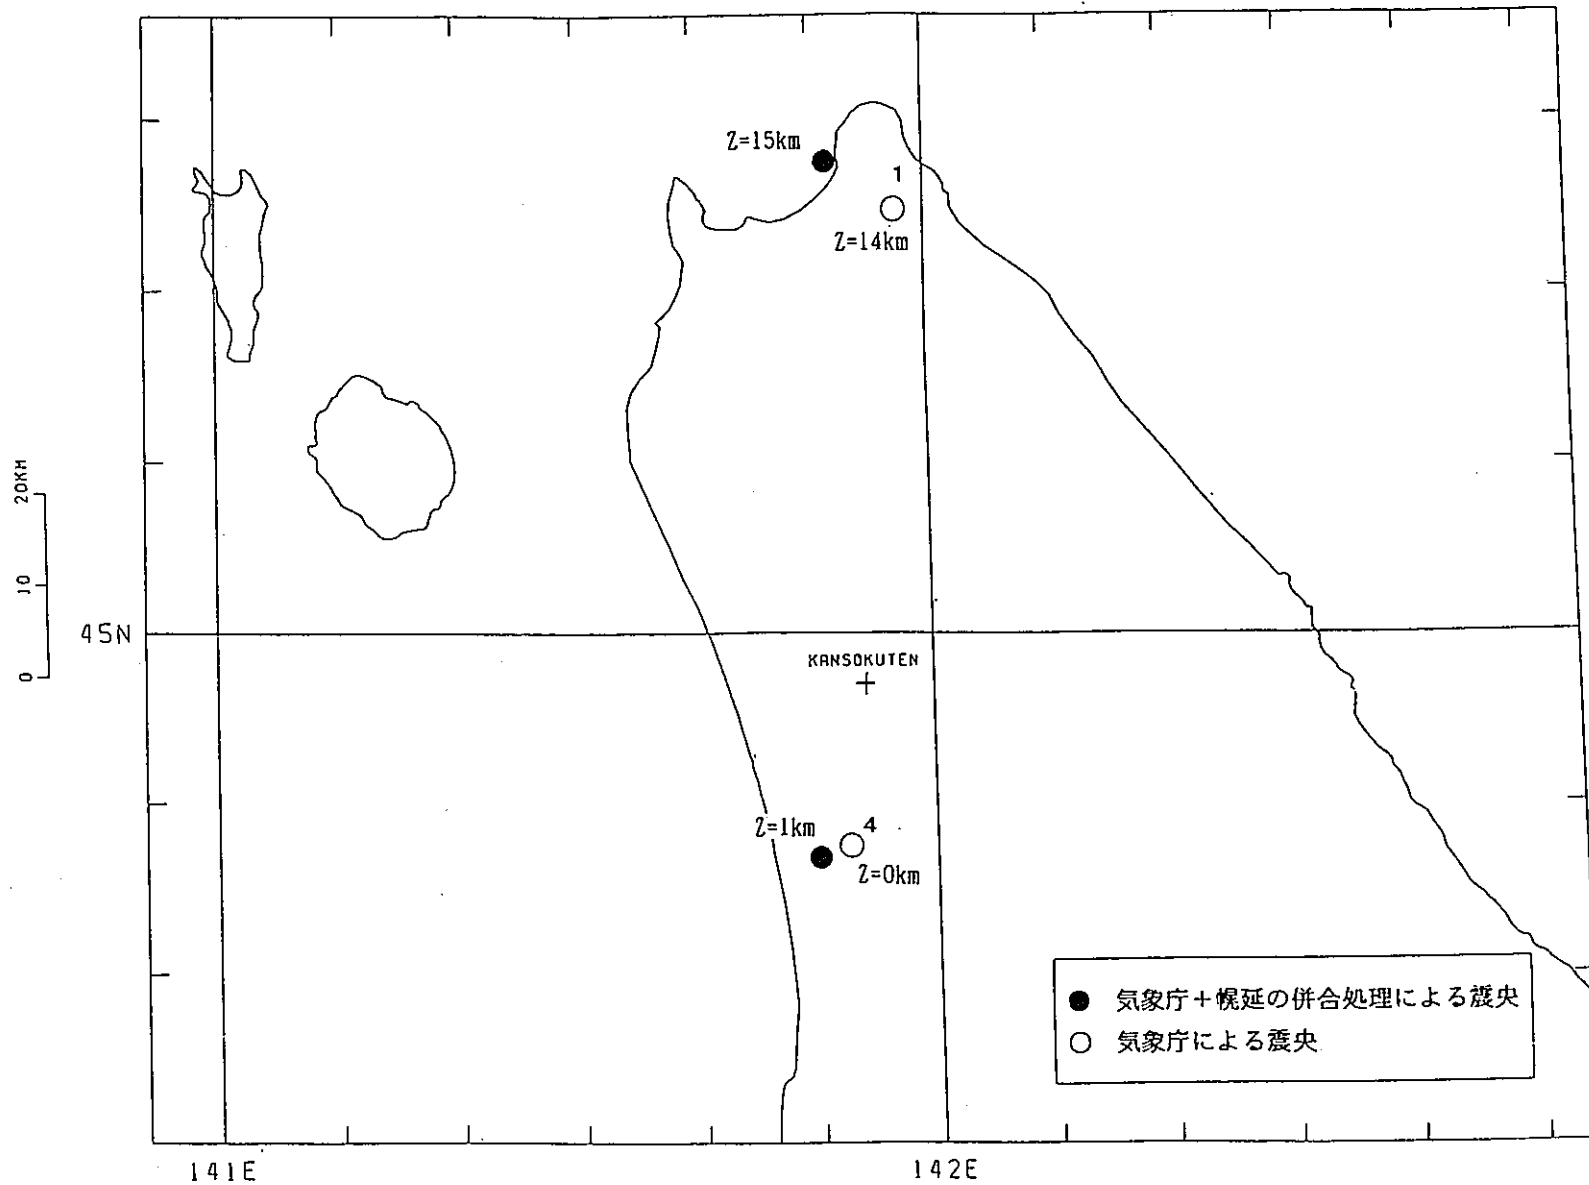 Z=15km
1
Z=14km
20KM
10
0
45N
KANSOKUTEN
Z=1km
4
Z=0km
● 気象庁+幌延の併合処理による震央
○ 気象庁による震央
141E
142E